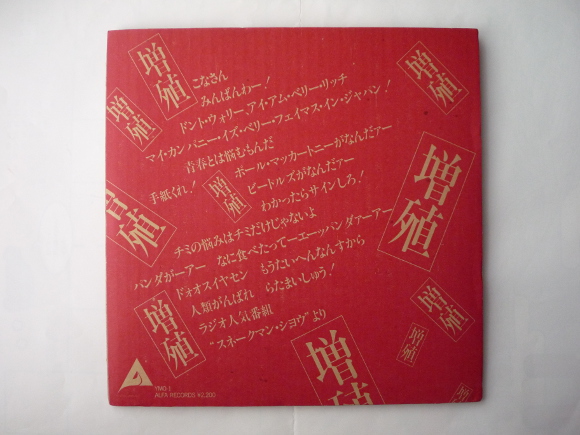 増殖
増殖
増殖
こなさん
みんばんわー!
ドント・ウォリー、アイ・アム・ベリー・リッチ
マイ・カンパニー・イズ・ベリー・フェイマス・イン・ジャパン!
青春とは悩むもんだ
ポール・マッカートニーがなんだァー
手紙くれ!
増殖
ビートルズがなんだァー
わかったらサインしろ!
増殖
増殖
チミの悩みはチミだけじゃないよ
パンダがーアー なに食べたってーエーッパンダァーアー
ドォオスイヤセン もうたいへんなんすから
人類がんばれ らたまいしゅう!
ラジオ人気番組
“スネークマン・ショウ”より
増殖
増殖
増殖
増殖
増殖
YMO-1
ALFA RECORDS ¥2,200